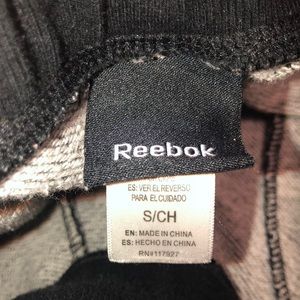 Reebok
ES: VER EL REVERSO
PARA EL CUIDADO
S/CH
EN: MADE IN CHINA
ES: HECHO EN CHINA
RN#117927